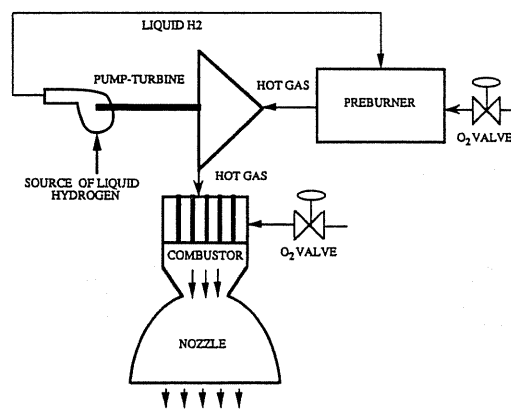 LIQUID H2
PUMP-TURBINE
HOT GAS
PREBURNER
O2 VALVE
SOURCE OF LIQUID
HYDROGEN
HOT GAS
COMBUSTOR
O2 VALVE
NOZZLE